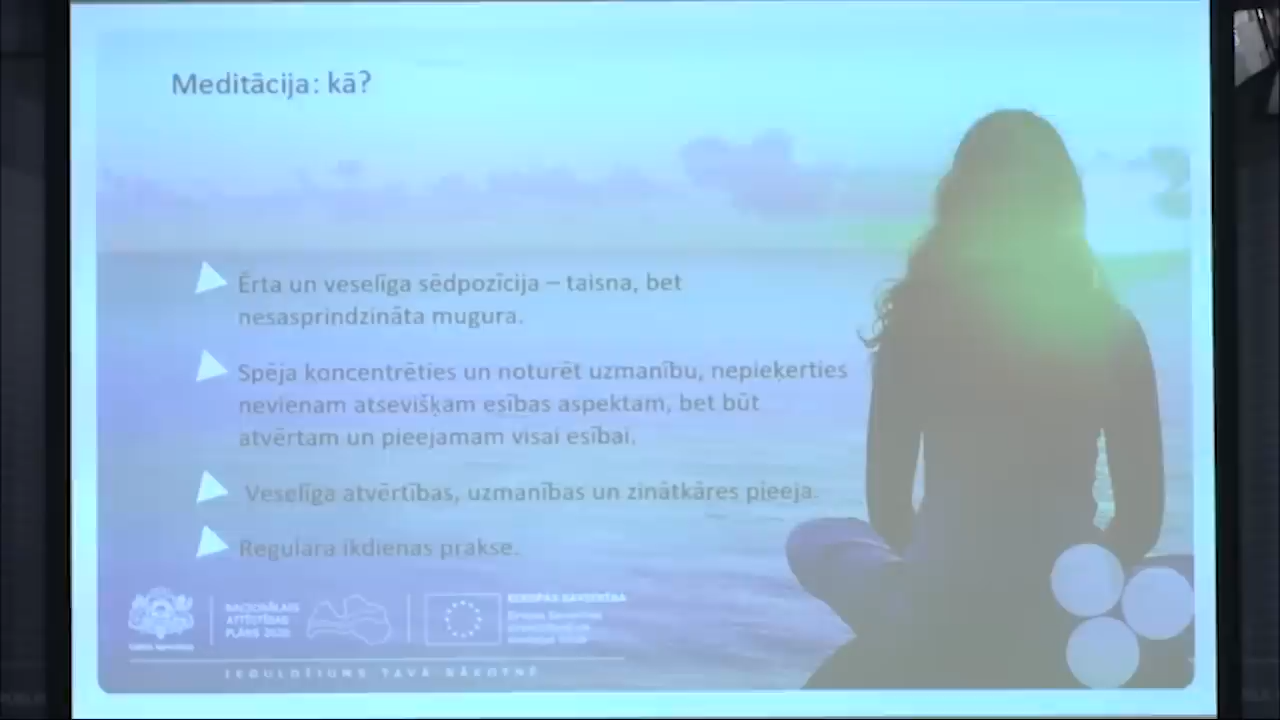 Meditācija: kā?
Ērta un veselīga sēdpozīcija – taisna, bet
nesasprindzināta mugura.
Spēja koncentrēties un noturēt uzmanību, nepieķerties
nevienam atsevišķam esības aspektam, bet būt
atvērtam un pieejamam visai esībai.
Veselīga atvērtības, uzmanības un zinātkāres pieeja.
Regulāra ikdienas prakse.
NACIONĀLAIS
ATTĪSTĪBAS
PLĀNS 2020
EIROPAS SAVIENĪBA
IEGULDĪJUMS TAVĀ NĀKOTNĒ